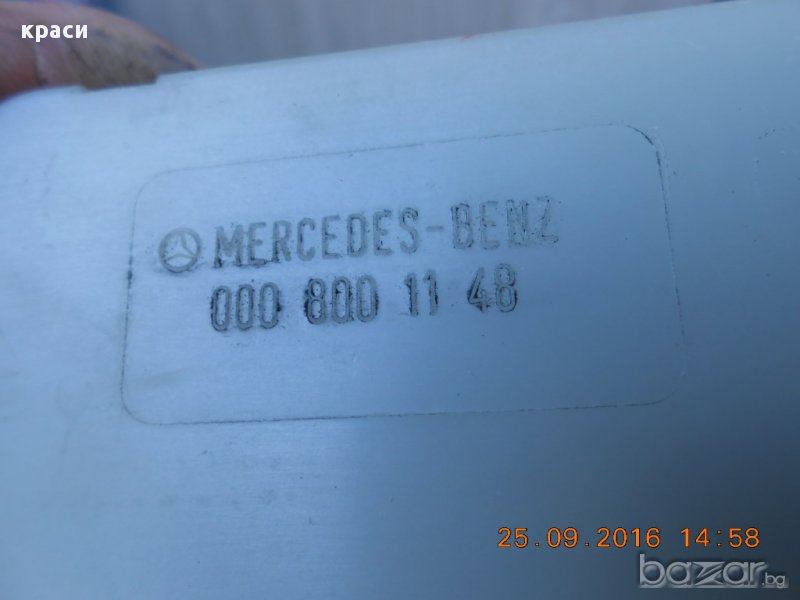 краси
MERCEDES-BENZ
000 800 11 48
25.09.2016 14:58
bazar.bg